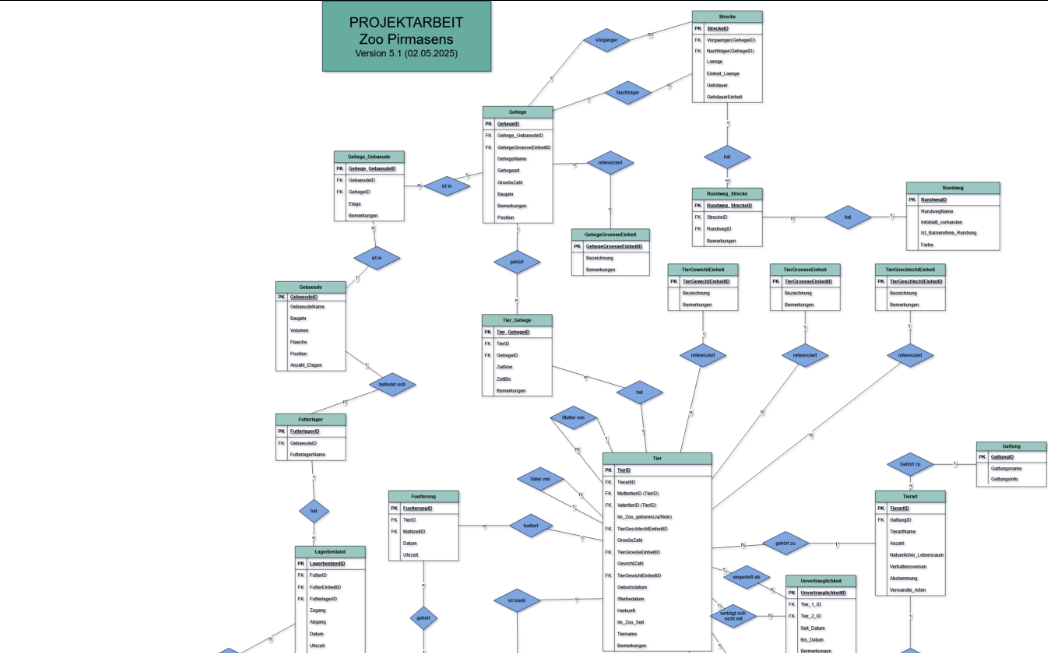 PROJEKTARBEIT
Zoo Pirmasens
Version 5.1 (02.05.2025)
Strecke
PK StreckeID
FK Vorgaenger(GehegeID)
FK Nachfolger(GehegeID)
Laenge
Einheit_Laenge
Gehdauer
GehdauerEinheit
Vorgänger
Nachfolger
Gehege
PK GehegeID
FK Gehege_GebaeudeID
FK GehegeGroesseEinheitID
GehegeName
Gehegeart
GroeßeZahl
Baujahr
Bemerkungen
Position
referenziert
hat
Gehege_Gebaeude
PK Gehege_GebaeudeID
FK GebaeudeID
FK GehegeID
Etage
Bemerkungen
ist in
Rundweg_Strecke
PK Rundweg_StreckeID
FK StreckeID
FK RundwegID
Bemerkungen
hat
Rundweg
PK RundwegID
RundwegName
Infoblatt_vorhanden
Ist_Barrierefreie_Rundweg
Farbe
GehegeGroesseEinheit
PK GehegeGroesseEinheitID
Bezeichnung
Bemerkungen
ist in
gehört
TierGewichtEinheit
PK TierGewichtEinheitID
Bezeichnung
Bemerkungen
TierGroesseEinheit
PK TierGroesseEinheitID
Bezeichnung
Bemerkungen
TierGeschlechtEinheit
PK TierGeschlechtEinheitID
Bezeichnung
Bemerkungen
Gebaeude
PK GebaeudeID
GebaeudeName
Baujahr
Volumen
Flaeche
Position
Anzahl_Etagen
Tier_Gehege
PK Tier_GehegeID
FK TierID
FK GehegeID
ZeitVon
ZeitBis
Bemerkungen
referenziert
referenziert
referenziert
befindet sich
hat
Futterlager
PK FutterlagerID
FK GebaeudeID
FutterlagerName
Mutter von
Vater von
Tier
PK TierID
FK TierartID
FK MuttertierID (TierID)
FK VatertierID (TierID)
Im_Zoo_geboren(Ja/Nein)
FK TierGeschlechtEinheitID
GroeßeZahl
FK TierGroeßeEinheitID
GewichtZahl
FK TierGewichtEinheitID
Geburtsdatum
Sterbedatum
Herkunft
Im_Zoo_Seit
Tiername
Bemerkungen
Gattung
PK GattungID
Gattungsname
Gattungsinfo
Gehört zu
Tierart
PK TierartID
FK GattungID
TierartName
Anzahl
Natuerlicher_Lebensraum
Verhaltensweisen
Abstammung
Verwandte_Arten
hat
Fuetterung
PK FuetterungID
FK TierID
FK MahlzeitID
Datum
Uhrzeit
fuettert
gehört zu
Lagerbestand
PK LagerbestandID
FK FutterID
FK FutterEinheitID
FK FutterlagerID
Zugang
Abgang
Datum
Uhrzeit
gehört
ist krank
eingestuft als
verträgt sich
nicht mit
Unvertraeglichkeit
PK UnvertraeglichkeitID
FK Tier_1_ID
FK Tier_2_ID
Seit_Datum
Bis_Datum
Bemerkungen